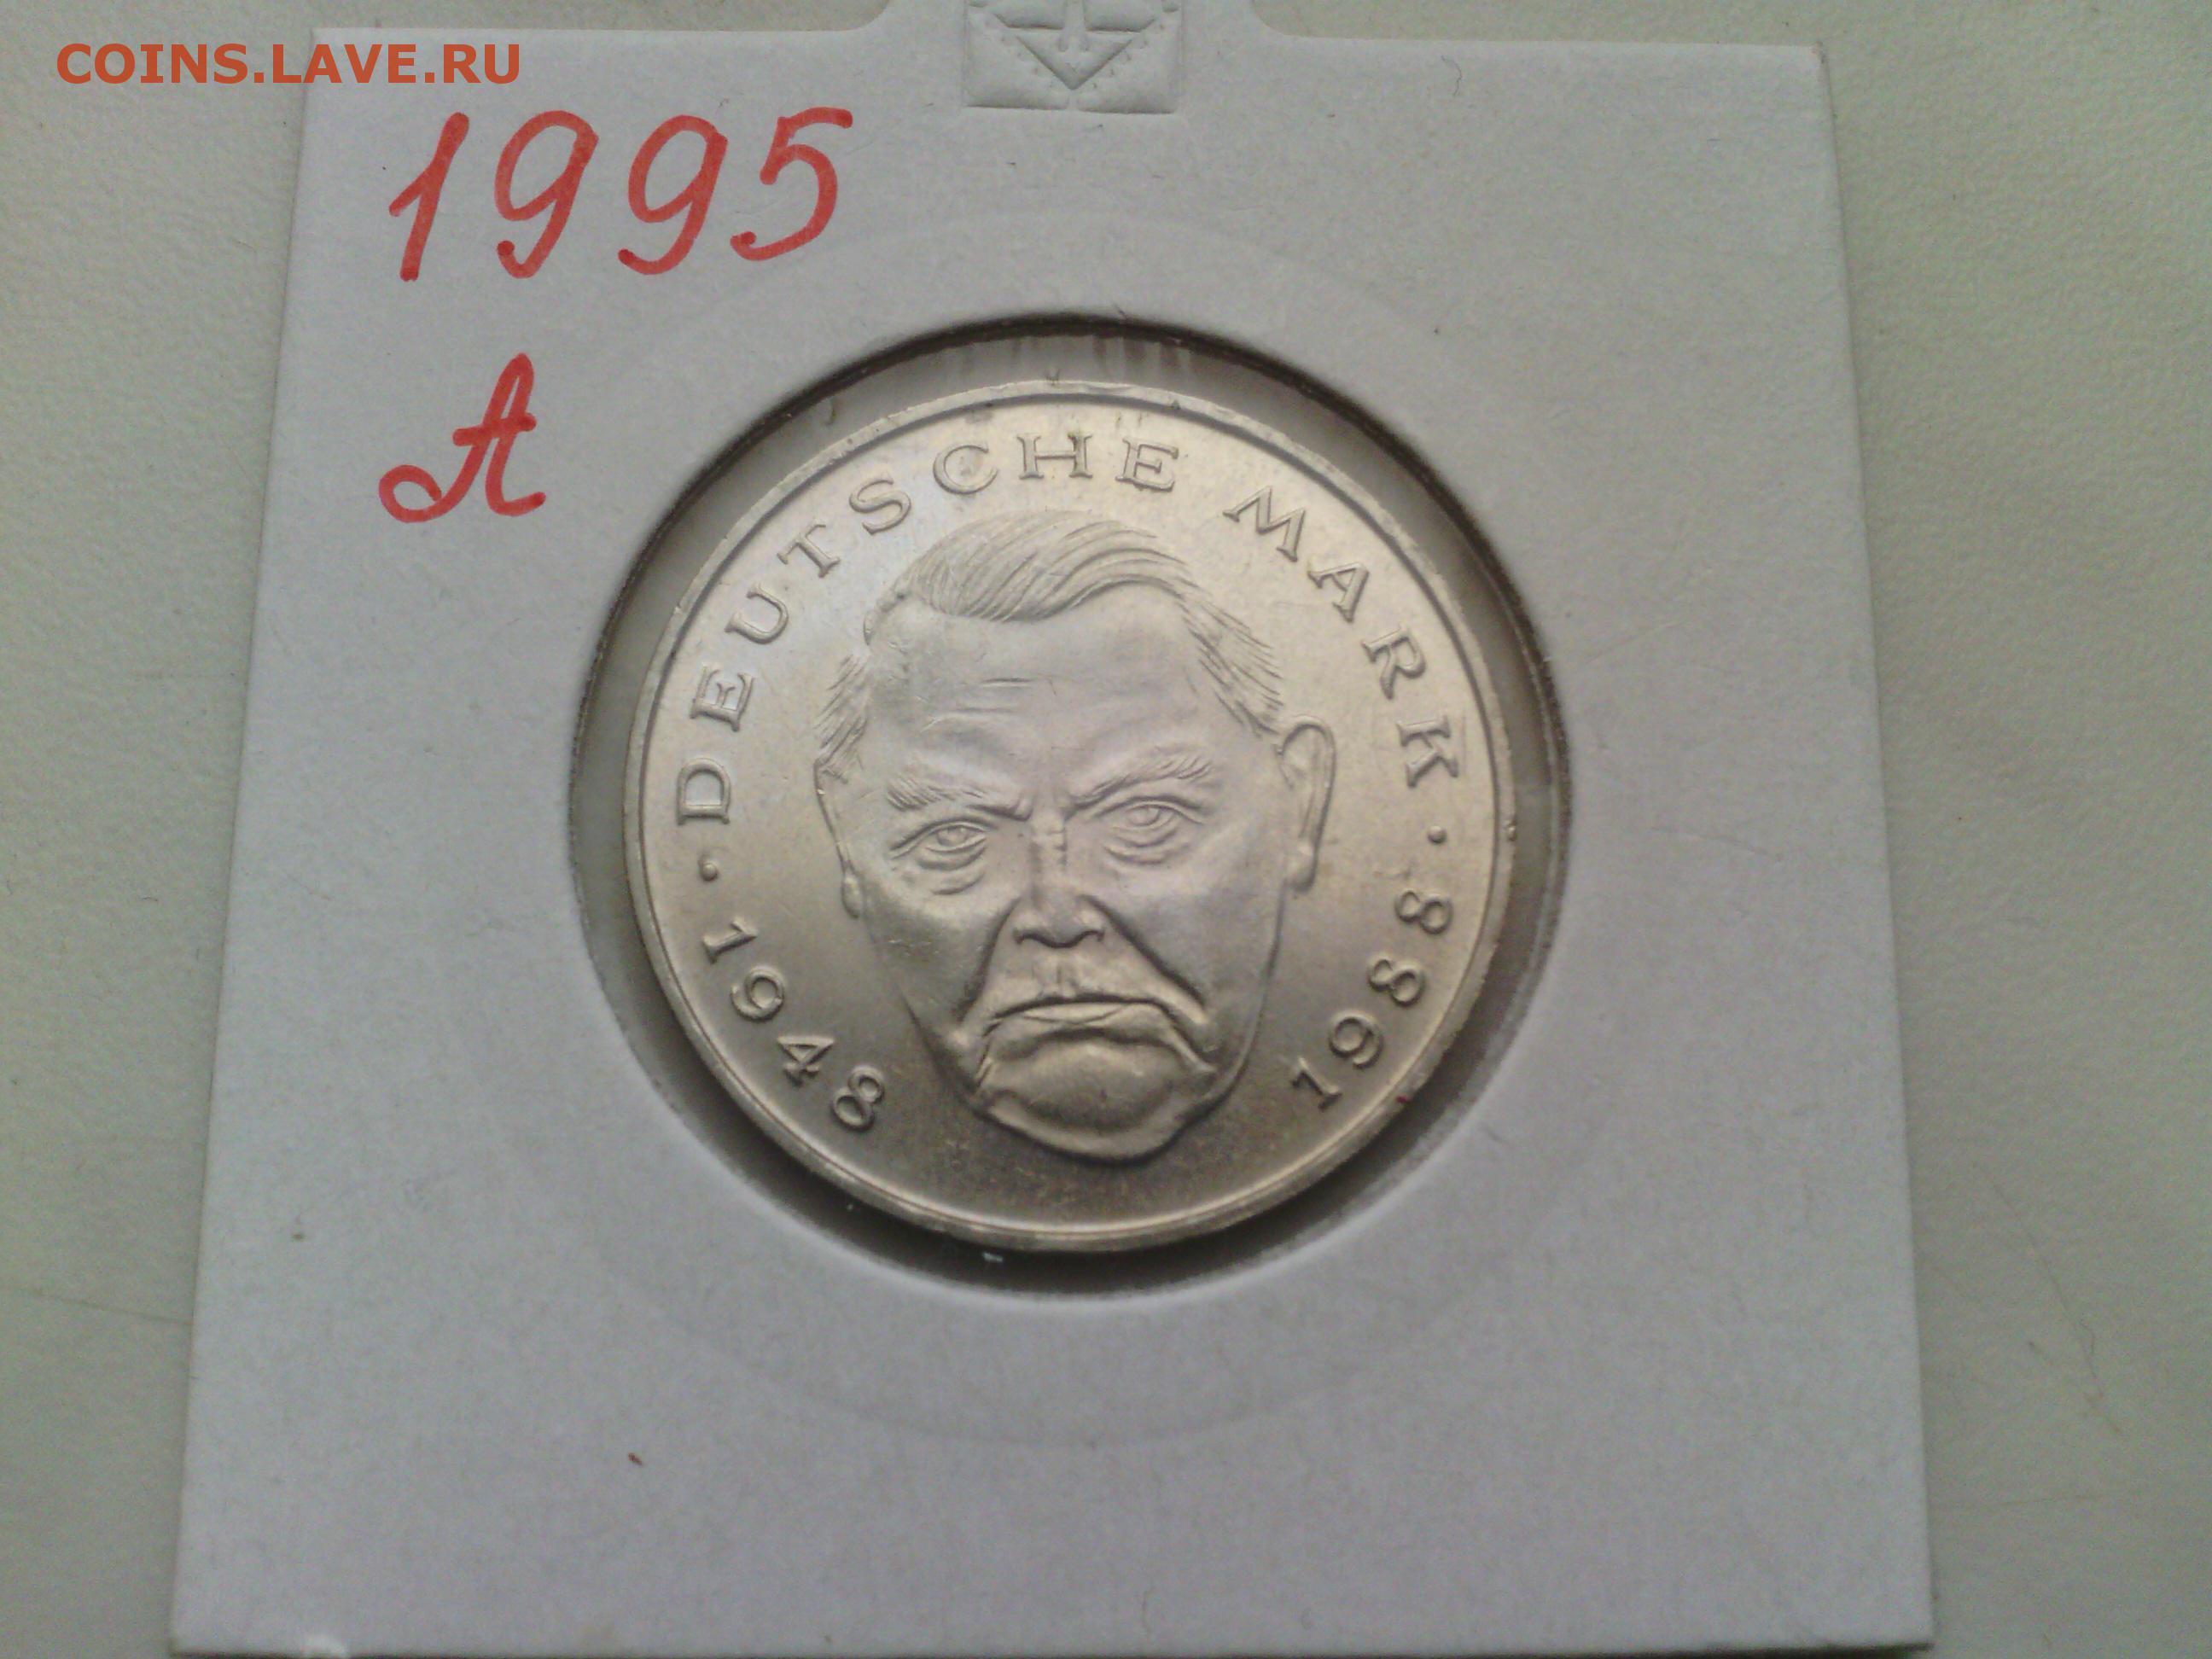 COINS.LAVE.RU
1995
A
· DEUTSCHE MARK ·
1948
1988